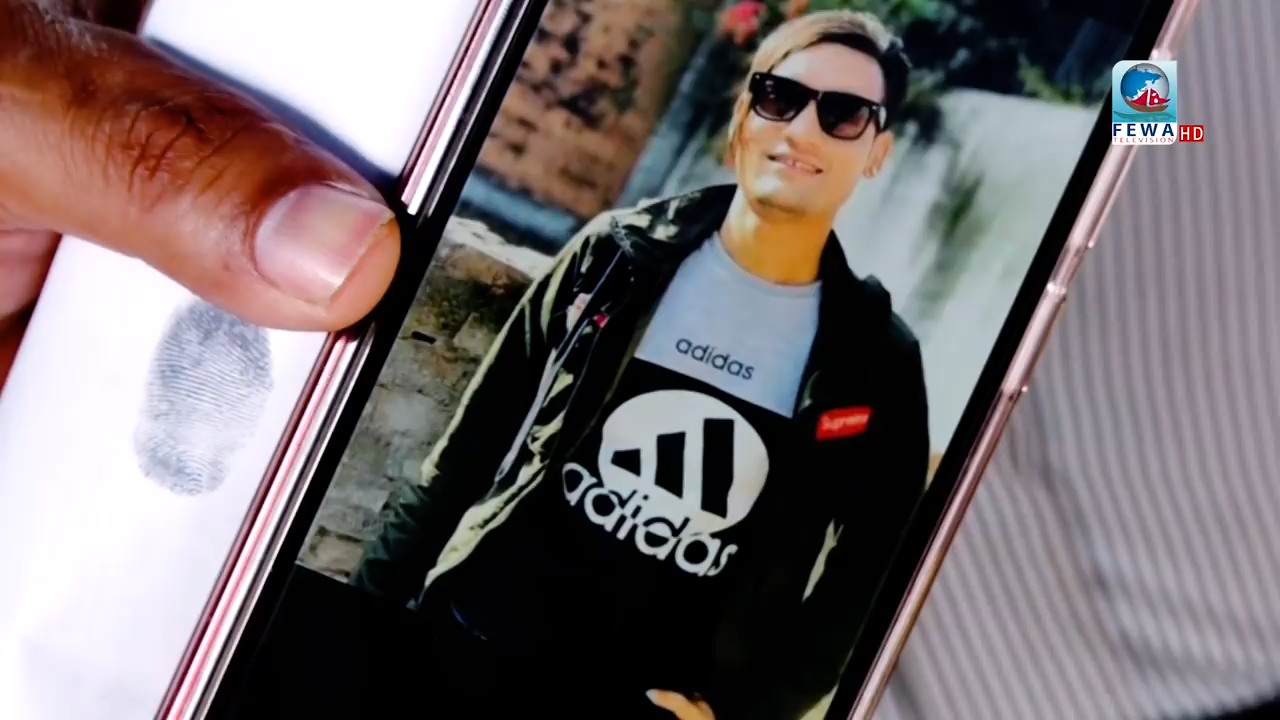 FEWA
TELEVISION HD
adidas
Supreme
adidas